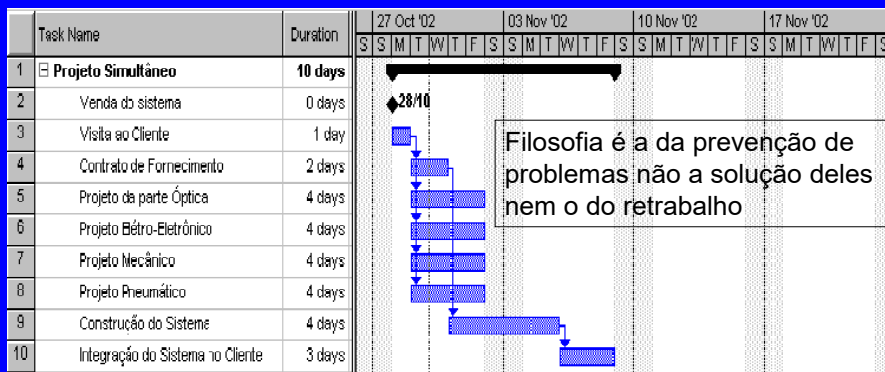 Task Name Duration 27 Oct '02 03 Nov '02 10 Nov '02 17 Nov '02
S S M T W T F S S M T W T F S S M T W T F S S M T W T F S
1 Projeto Simultâneo 10 days
2 Venda do sistema 0 days 28/10
3 Visita ao Cliente 1 day
4 Contrato de Fornecimento 2 days
5 Projeto da parte Óptica 4 days
6 Projeto Elétro-Eletrônico 4 days
7 Projeto Mecânico 4 days
8 Projeto Pneumático 4 days
9 Construção do Sistema 4 days
10 Integração do Sistema no Cliente 3 days
Filosofia é a da prevenção de
problemas não a solução deles
nem o do retrabalho